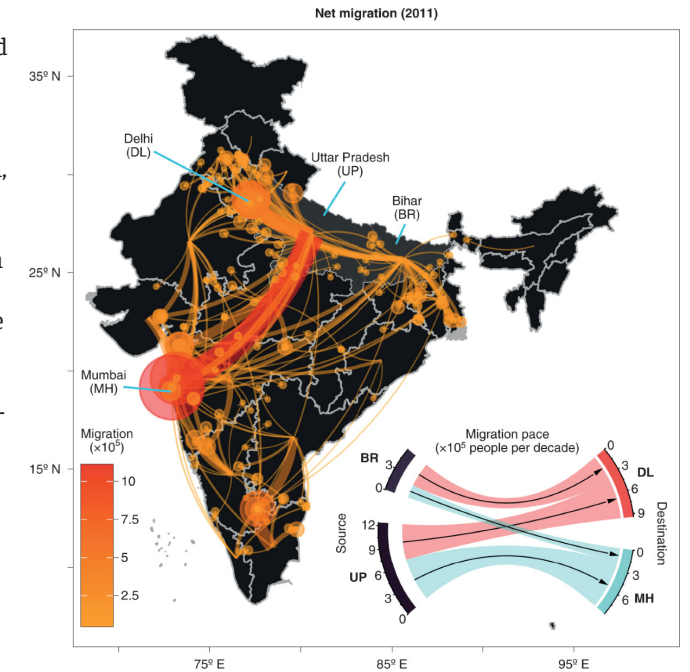 Net migration (2011)
d
,
n
e
-
35º N
25º N
15º N
Delhi
(DL)
Uttar Pradesh
(UP)
Bihar
(BR)
Mumbai
(MH)
Migration
(×10⁵)
10
7.5
5
2.5
Migration pace
(×10⁵ people per decade)
BR
3
0
Source
12
9
UP
6
3
0
0
3
DL
6
9
Destination
0
3
MH
6
75º E
85º E
95º E